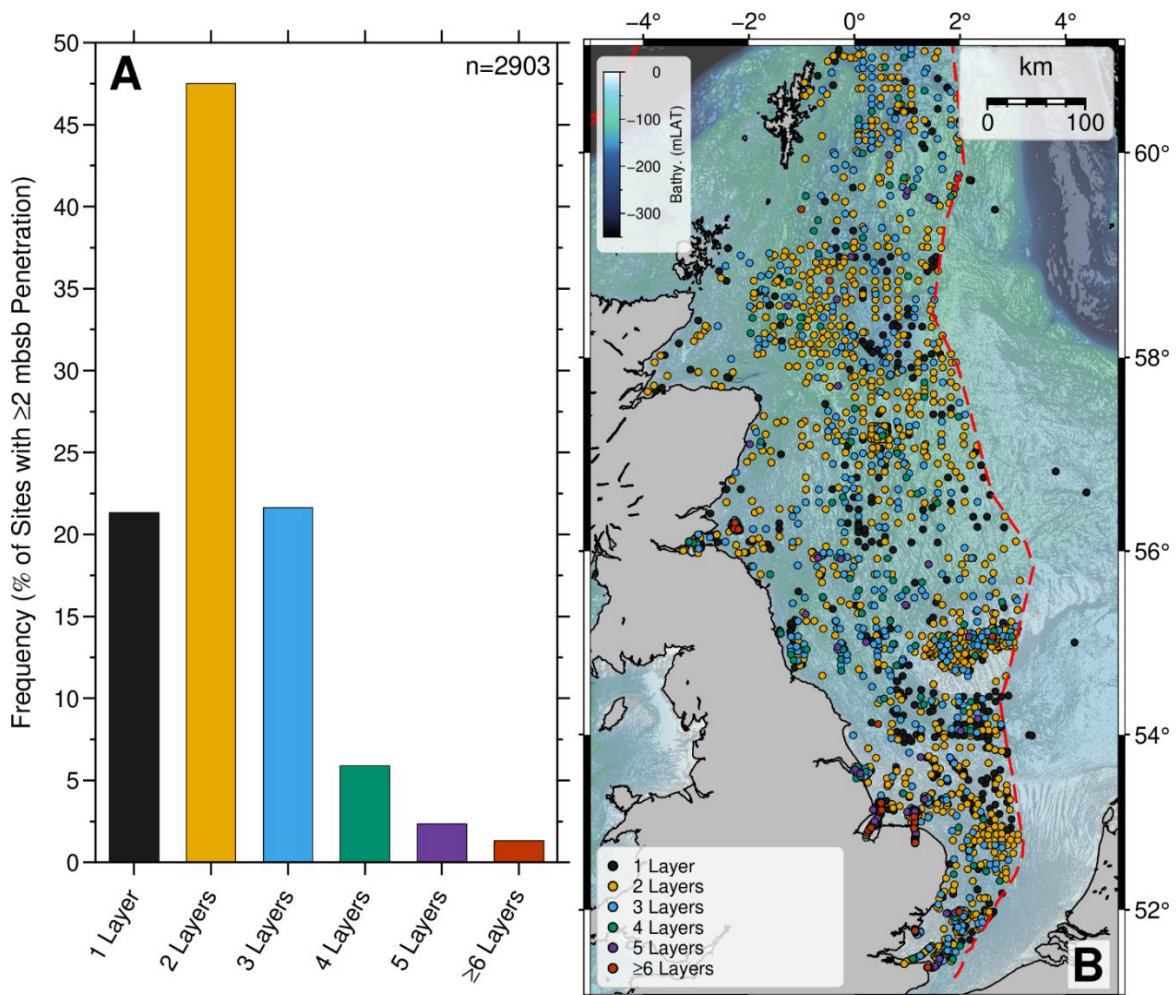 A
n=2903
Frequency (% of Sites with ≥2 mbsb Penetration)
50
45
40
35
30
25
20
15
10
5
0
1 Layer
2 Layers
3 Layers
4 Layers
5 Layers
≥6 Layers
−4°
−2°
0°
2°
4°
0
−100
−200
−300
Bathy. (mLAT)
km
0
100
60°
58°
56°
54°
52°
1 Layer
2 Layers
3 Layers
4 Layers
5 Layers
≥6 Layers
B